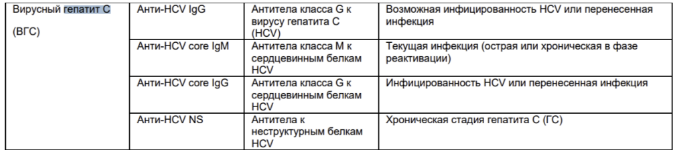 Вирусный гепатит С
(ВГС)
Анти-HCV IgG
Антитела класса G к
вирусу гепатита С
(HCV)
Возможная инфицированность HCV или перенесенная
инфекция
Анти-HCV core IgM
Антитела класса М к
сердцевинным белкам
HCV
Текущая инфекция (острая или хроническая в фазе
реактивации)
Анти-HCV core IgG
Антитела класса G к
сердцевинным белкам
HCV
Инфицированность HCV или перенесенная инфекция
Анти-HCV NS
Антитела к
неструктурным белкам
HCV
Хроническая стадия гепатита С (ГС)